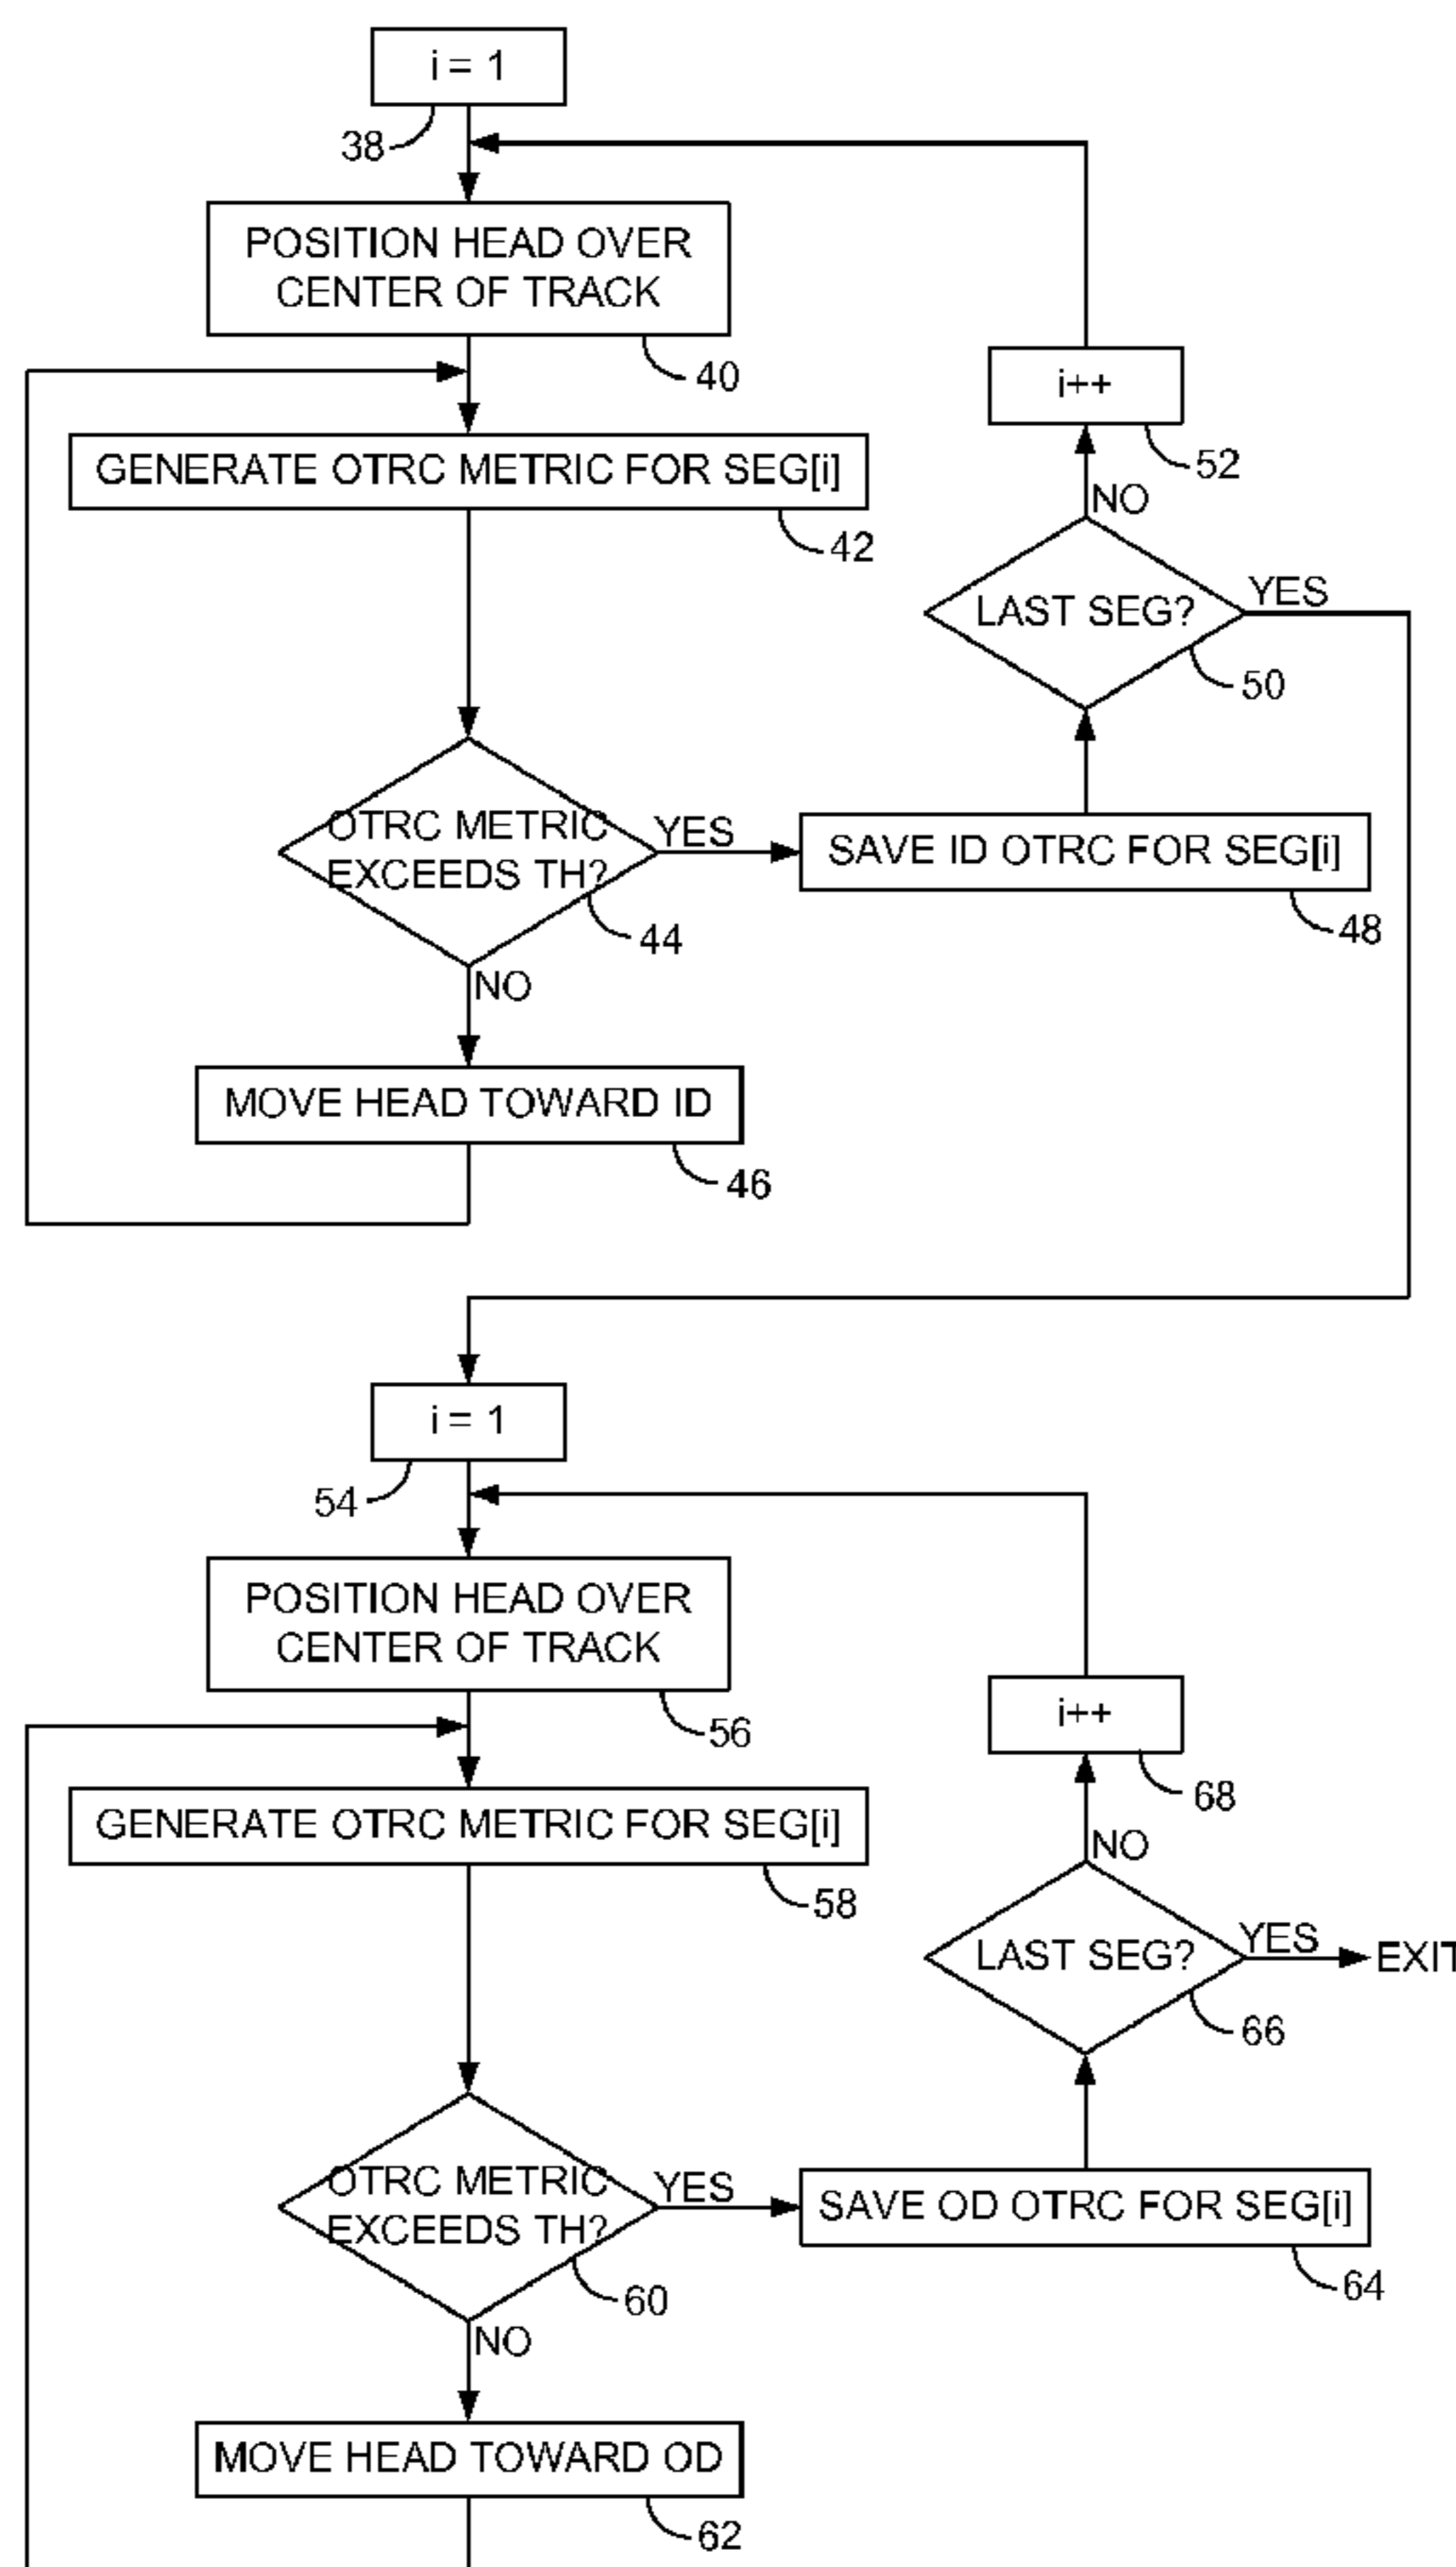 i = 1
38
POSITION HEAD OVER
CENTER OF TRACK
40
GENERATE OTRC METRIC FOR SEG[i]
42
OTRC METRIC
EXCEEDS TH?
44
YES
NO
MOVE HEAD TOWARD ID
46
SAVE ID OTRC FOR SEG[i]
48
LAST SEG?
50
YES
NO
i++
52
i = 1
54
POSITION HEAD OVER
CENTER OF TRACK
56
GENERATE OTRC METRIC FOR SEG[i]
58
OTRC METRIC
EXCEEDS TH?
60
YES
NO
MOVE HEAD TOWARD OD
62
SAVE OD OTRC FOR SEG[i]
64
LAST SEG?
66
YES
EXIT
NO
i++
68